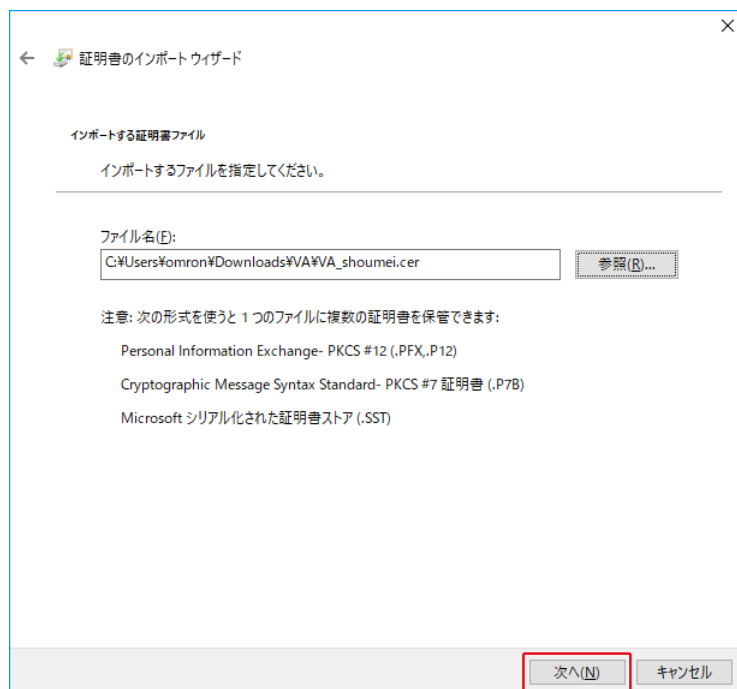 証明書のインポート ウィザード
インポートする証明書ファイル
インポートするファイルを指定してください。
ファイル名(F):
C:¥Users¥omron¥Downloads¥VA¥VA_shoumei.cer
参照(R)...
注意: 次の形式を使うと 1 つのファイルに複数の証明書を保管できます:
Personal Information Exchange- PKCS #12 (.PFX,.P12)
Cryptographic Message Syntax Standard- PKCS #7 証明書 (.P7B)
Microsoft シリアル化された証明書ストア (.SST)
次へ(N)
キャンセル